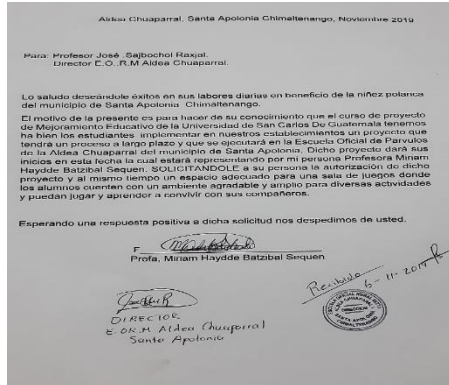 Aldea Chuaparral, Santa Apolonia Chimaltenango, Noviembre 2019
Para: Profesor José .Sajbochol Raxjal.
Director E.O..R.M Aldea Chuaparral.
Lo saludo deseándole éxitos en sus labores diarias en beneficio de la niñez polanca
del municipio de Santa Apolonia Chimaltenango.
El motivo de la presente es para hacer de su conocimiento que el curso de proyecto
de Mejoramiento Educativo de la Universidad de San Carlos De Guatemala tenemos
ha bien los estudiantes implementar en nuestros establecimientos un proyecto que
tendrá un proceso a largo plazo y que se ejecutará en la Escuela Oficial de Parvulos
de la Aldea Chuaparral del municipio de Santa Apolonia. Dicho proyecto dará sus
inicios en esta fecha la cual estará representando por mi persona Profesora Miriam
Haydde Batzibal Sequen. SOLICITANDOLE a su persona la autorización de dicho
proyecto y al mismo tiempo un espacio adecuado para una sala de juegos donde
los alumnos cuenten con un ambiente agradable y amplio para diversas actividades
y puedan jugar y aprender a convivir con sus compañeros.
Esperando una respuesta positiva a dicha solicitud nos despedimos de usted.
F
Profa, Miriam Haydde Batzibal Sequen
Recibido
6-11-2019
DIRECTOR
E.O.R.M Aldea Chuaparral
Santa Apolonia
SANTA APOLONIA
CHIMALTENANGO